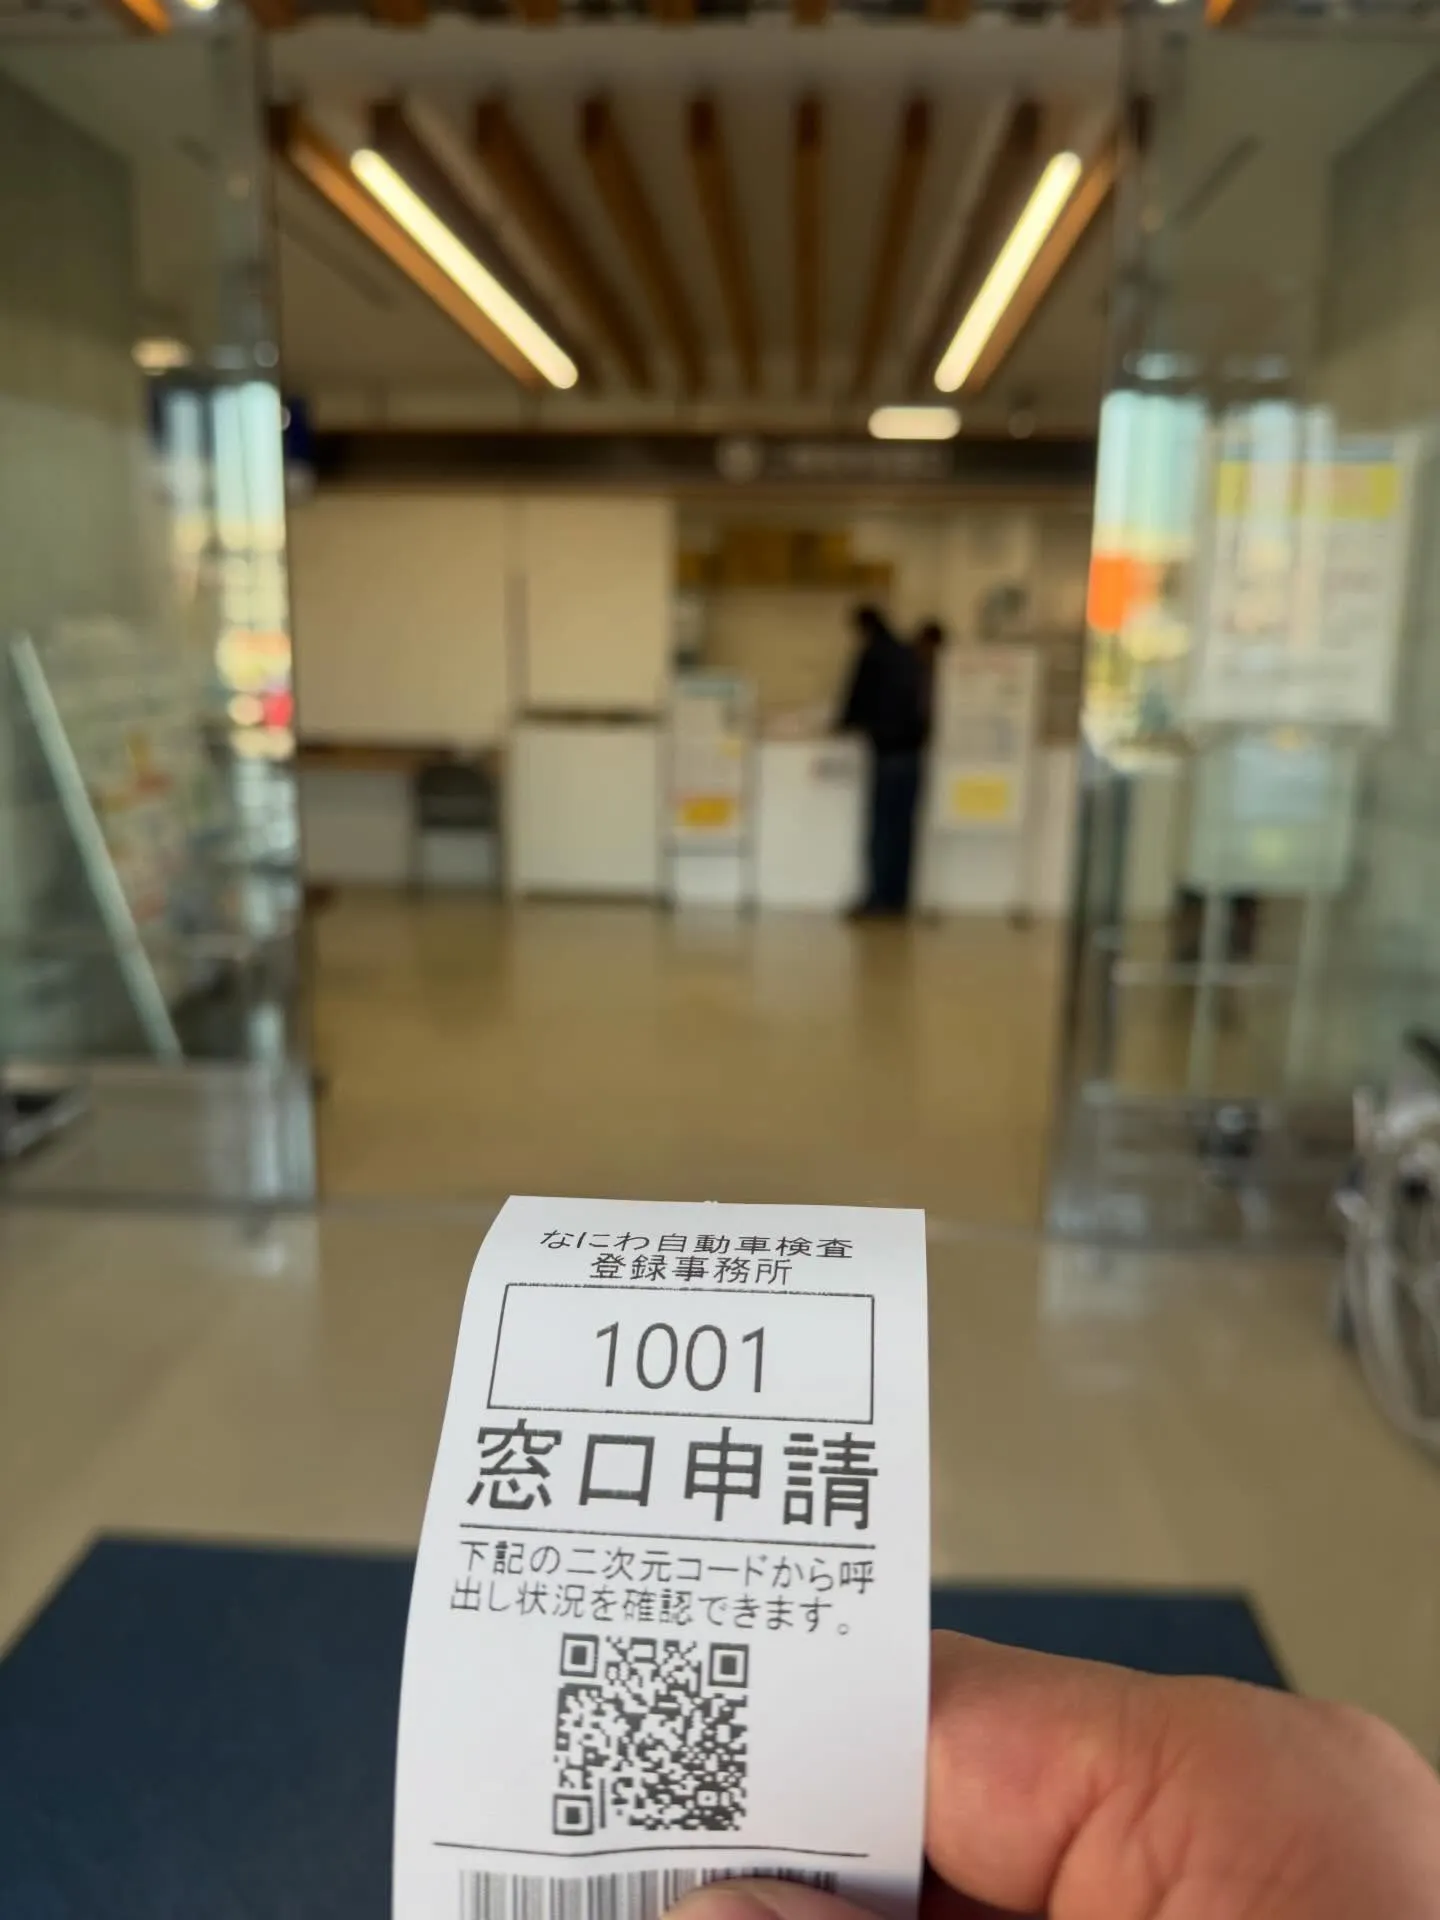 なにわ自動車検査
登録事務所
1001
窓口申請
下記の二次元コードから呼
出し状況を確認できます。